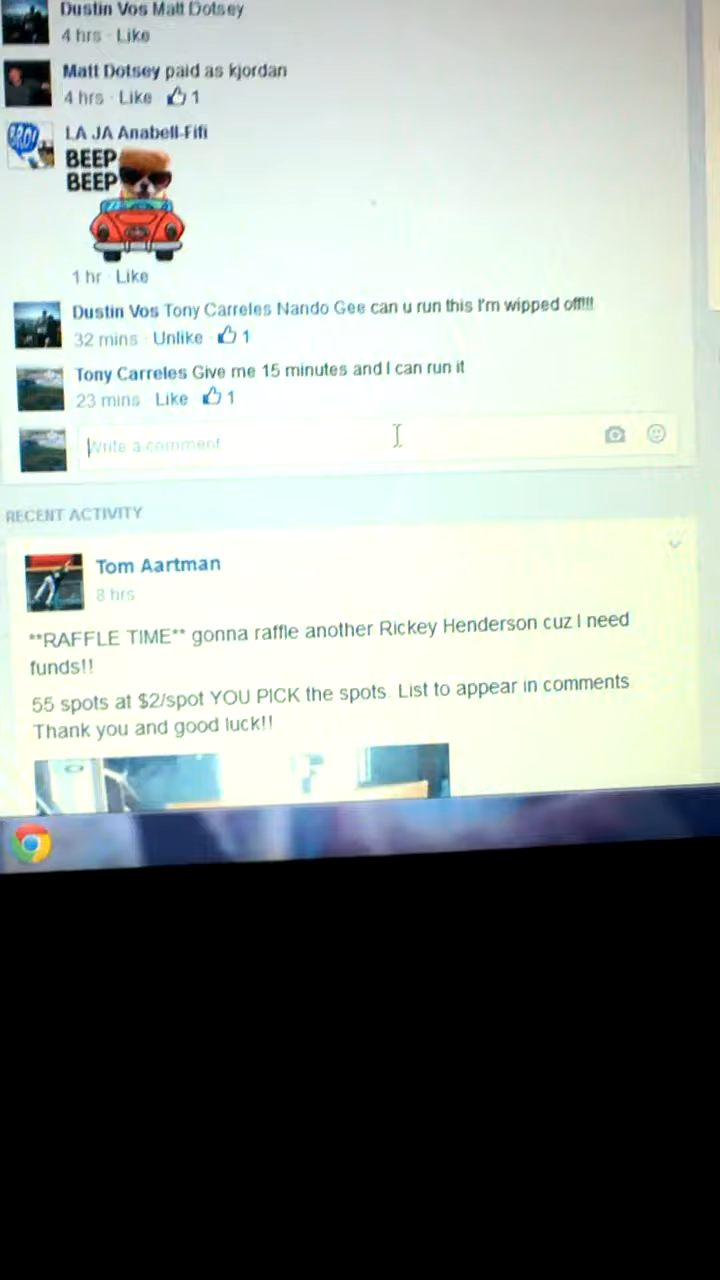 Dustin Vos Matt Dotsey
4 hrs · Like
Matt Dotsey paid as kjordan
4 hrs · Like 1
BRO!
LA JA Anabell-Fifi
BEEP
BEEP
1 hr · Like
Dustin Vos Tony Carreles Nando Gee can u run this I'm wipped off!!!!
32 mins · Unlike · 1
Tony Carreles Give me 15 minutes and I can run it
23 mins · Like · 1
Write a comment
RECENT ACTIVITY
Tom Aartman
8 hrs
**RAFFLE TIME** gonna raffle another Rickey Henderson cuz I need
funds!!
55 spots at $2/spot YOU PICK the spots. List to appear in comments.
Thank you and good luck!!